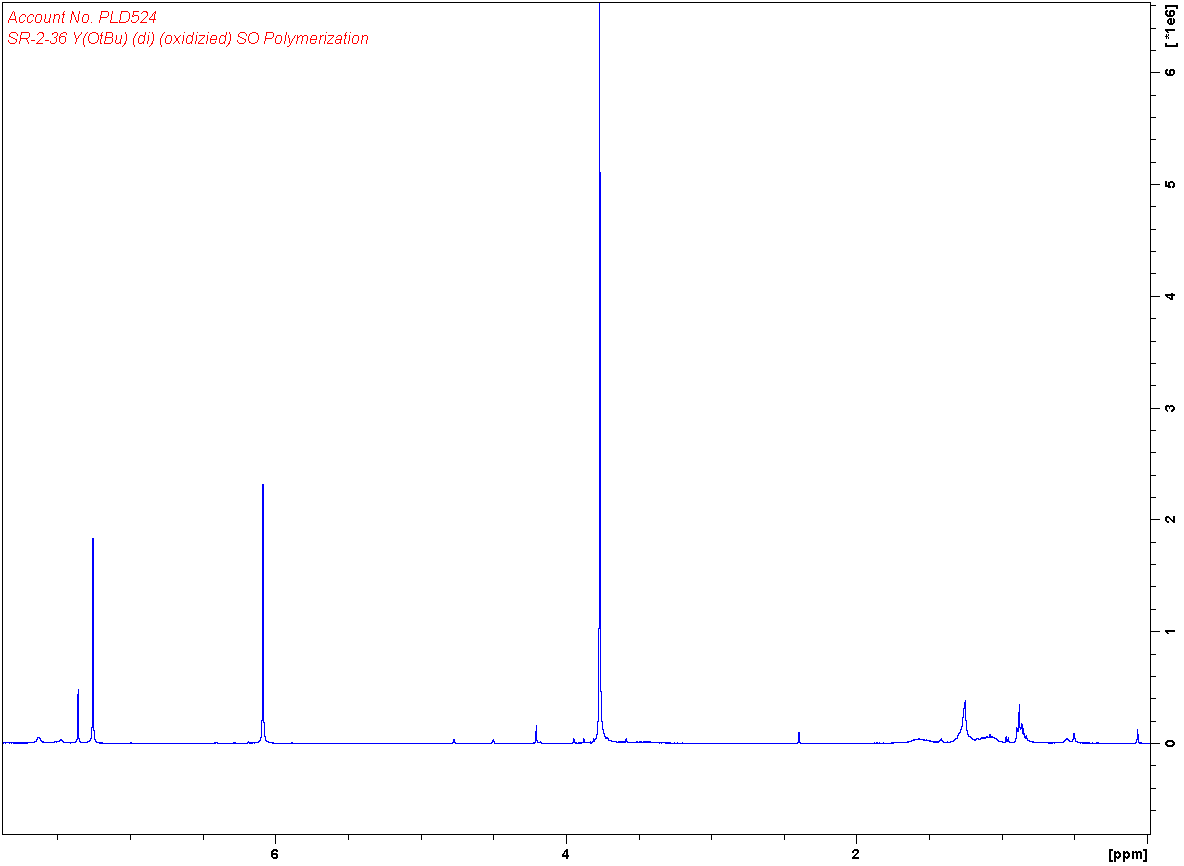 Account No. PLD524
SR-2-36 Y(OtBu) (di) (oxidizied) SO Polymerization
[ *1e6]
6
5
4
3
2
1
0
6
4
2
[ppm]